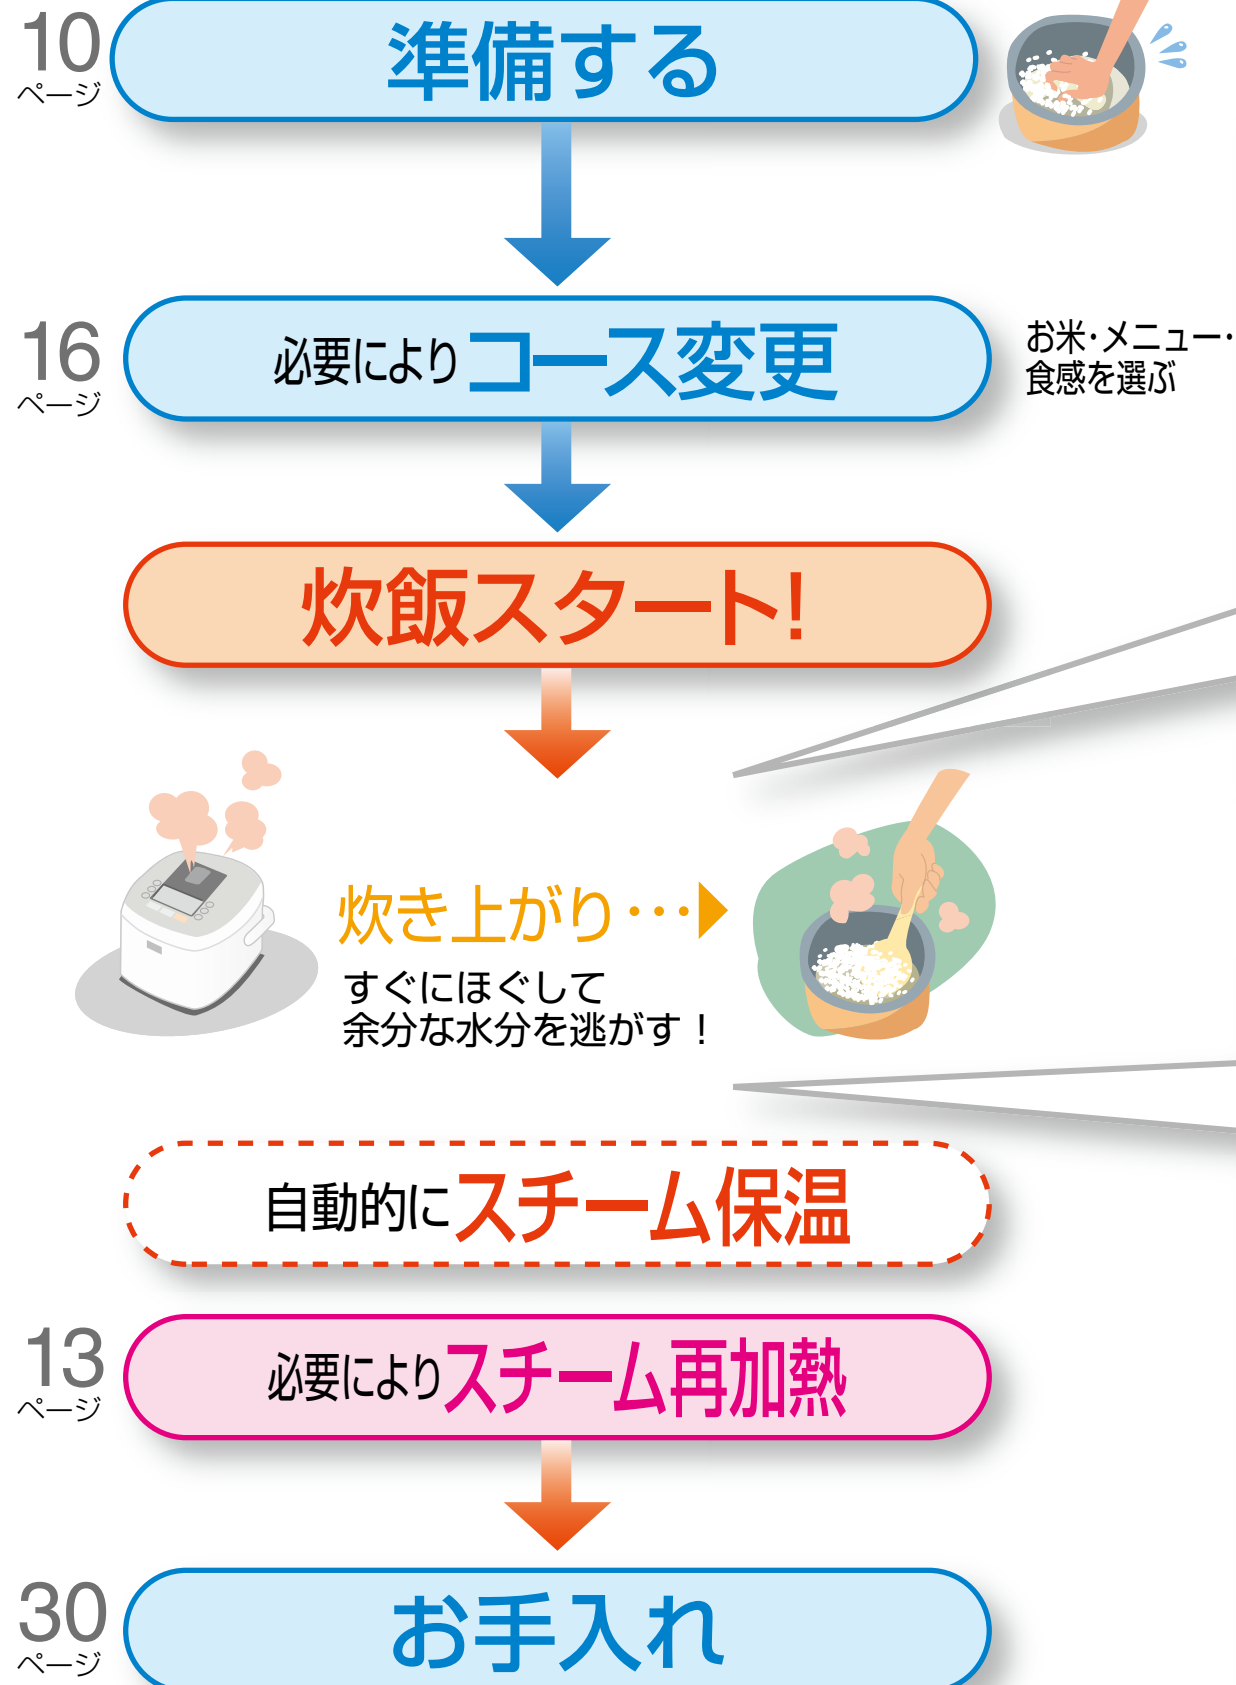 10
ページ
準備する
16
ページ
必要によりコース変更
お米・メニュー・
食感を選ぶ
炊飯スタート!
炊き上がり…▶
すぐにほぐして
余分な水分を逃がす！
自動的にスチーム保温
13
ページ
必要によりスチーム再加熱
30
ページ
お手入れ